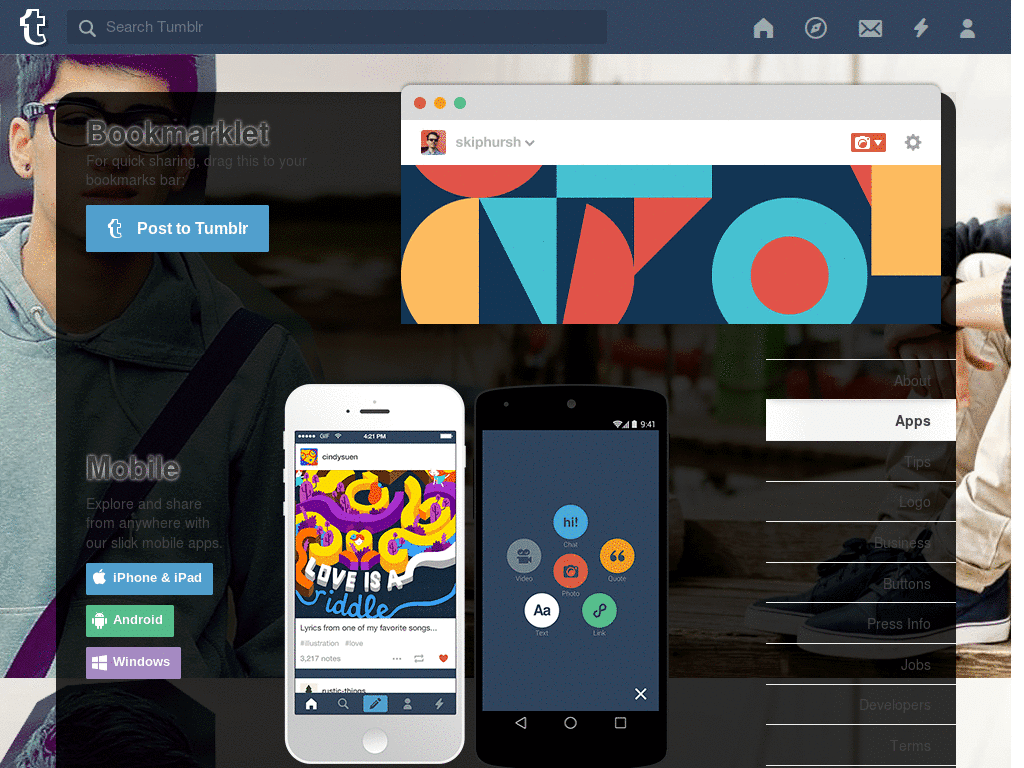 Search Tumblr
Bookmarklet
For quick sharing, drag this to your
bookmarks bar:
Post to Tumblr
skiphursh
About
Apps
Tips
Logo
Business
Buttons
Press Info
Jobs
Developers
Terms
Mobile
Explore and share
from anywhere with
our slick mobile apps.
iPhone & iPad
Android
Windows
GIF
4:21 PM
cindysuen
LOVE IS A
riddle
Lyrics from one of my favorite songs...
#illustration #love
3,217 notes
rustic-things
9:41
hi!
Chat
Video
Quote
Photo
Aa
Text
Link